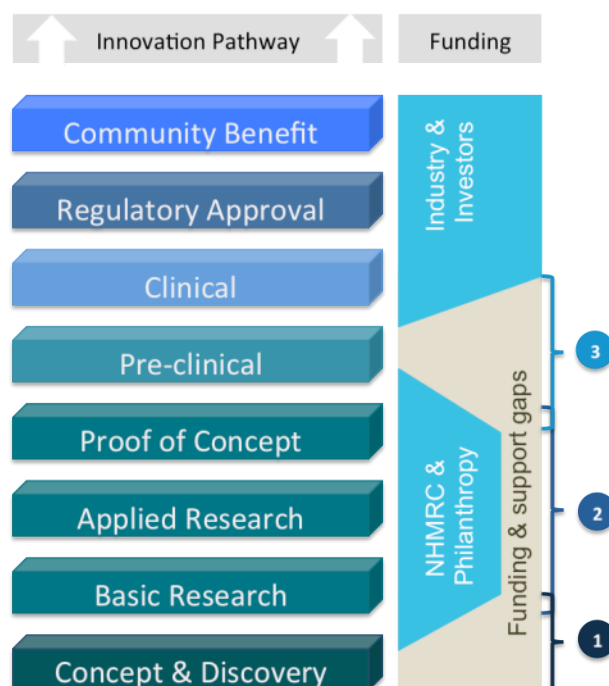 Innovation Pathway
Funding
Community Benefit
Regulatory Approval
Clinical
Pre-clinical
Proof of Concept
Applied Research
Basic Research
Concept & Discovery
Industry &
Investors
NHMRC &
Philanthropy
Funding & support gaps
3
2
1